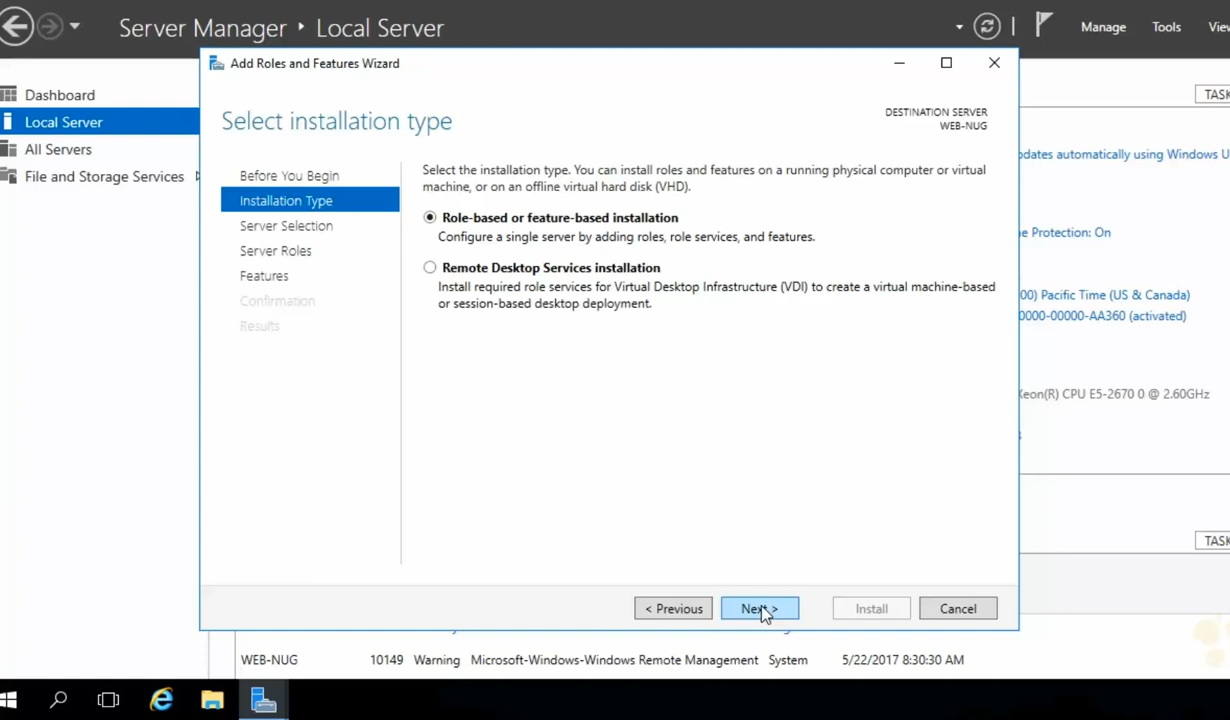 Server Manager ‣ Local Server
Manage
Tools
Dashboard
Local Server
All Servers
File and Storage Services
Add Roles and Features Wizard
Select installation type
DESTINATION SERVER
WEB-NUG
Before You Begin
Installation Type
Server Selection
Server Roles
Features
Confirmation
Results
Select the installation type. You can install roles and features on a running physical computer or virtual
machine, or on an offline virtual hard disk (VHD).
Role-based or feature-based installation
Configure a single server by adding roles, role services, and features.
Remote Desktop Services installation
Install required role services for Virtual Desktop Infrastructure (VDI) to create a virtual machine-based
or session-based desktop deployment.
< Previous
Next >
Install
Cancel
TASK
pdates automatically using Windows U
e Protection: On
00) Pacific Time (US & Canada)
0000-00000-AA360 (activated)
Xeon(R) CPU E5-2670 0 @ 2.60GHz
TASK
WEB-NUG 10149 Warning Microsoft-Windows-Windows Remote Management System 5/22/2017 8:30:30 AM